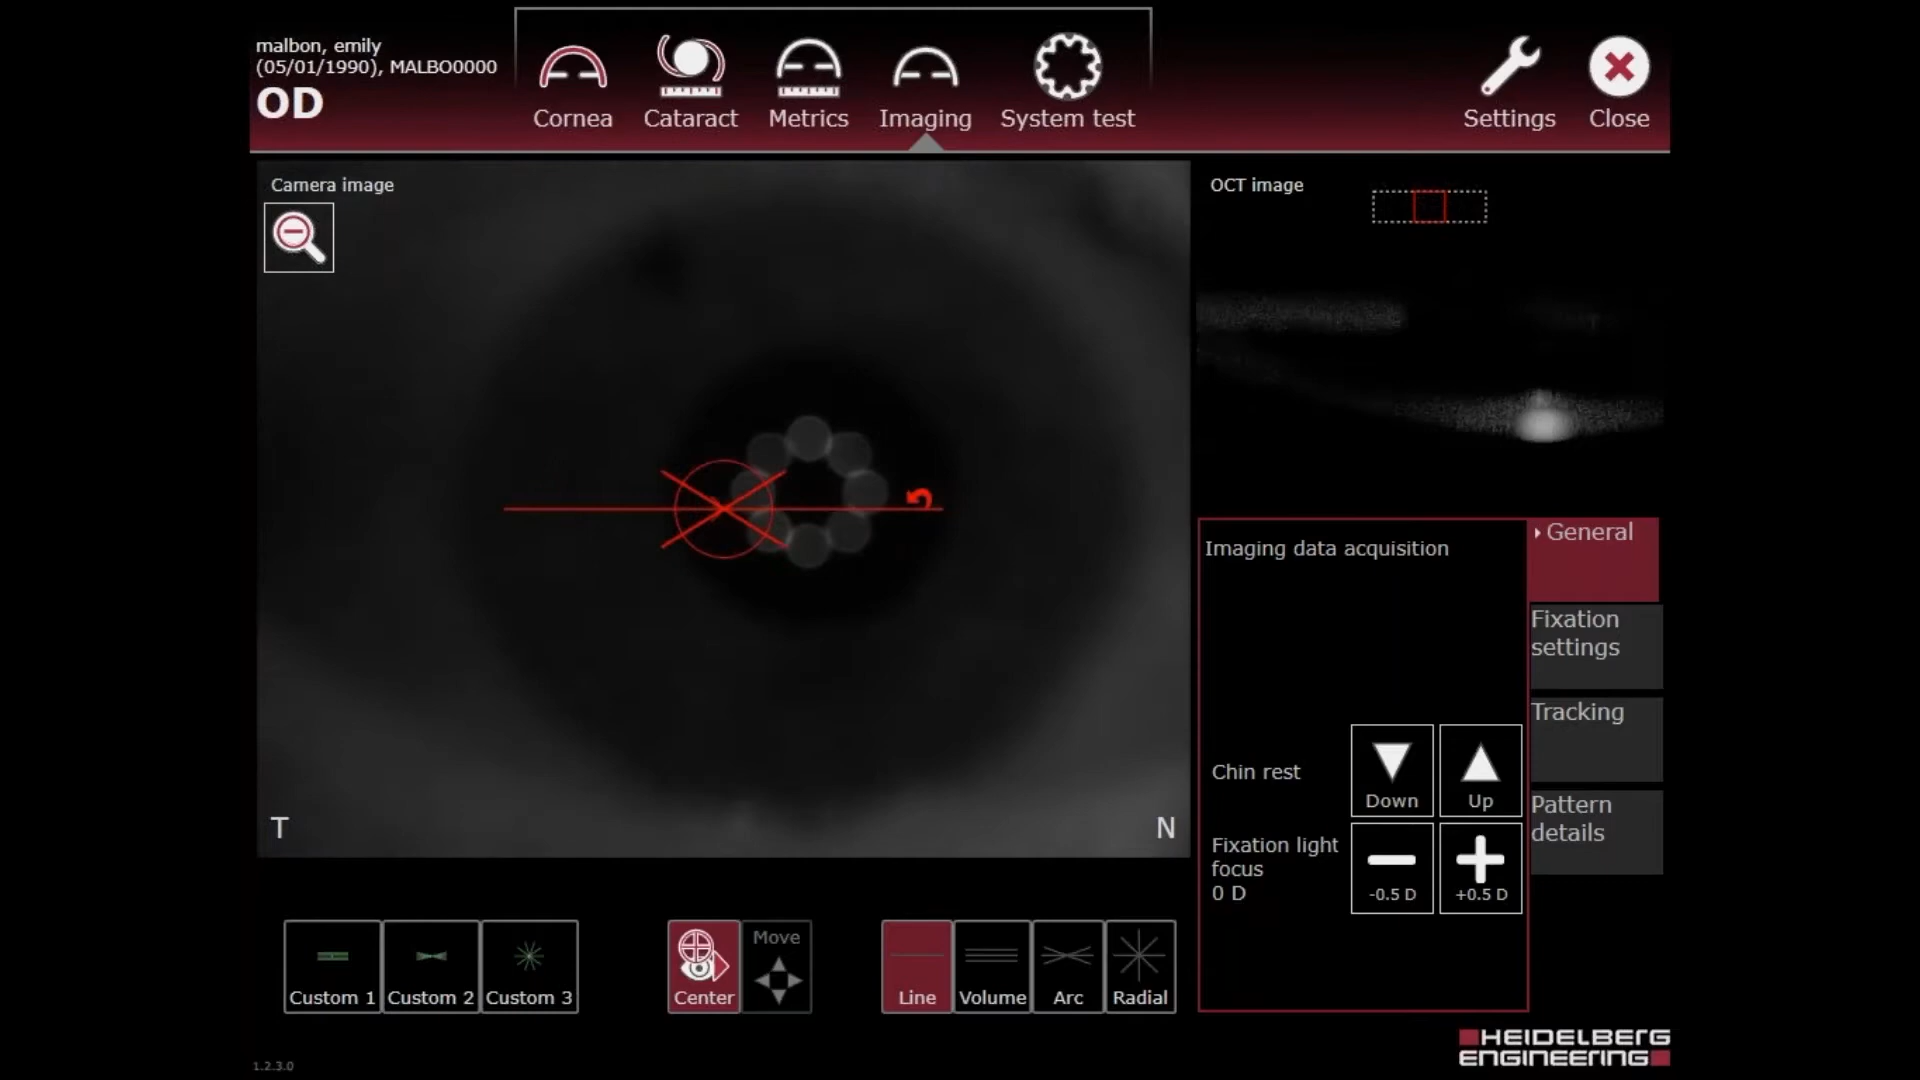 malbon, emily
(05/01/1990), MALBO0000
OD
Cornea
Cataract
Metrics
Imaging
System test
Settings
Close
Camera image
OCT image
T
N
Imaging data acquisition
General
Fixation
settings
Tracking
Pattern
details
Chin rest
Down
Up
Fixation light
focus
0 D
-0.5 D
+0.5 D
Custom 1
Custom 2
Custom 3
Center
Move
Line
Volume
Arc
Radial
HEIDELBERG
ENGINEERING
1.2.3.0